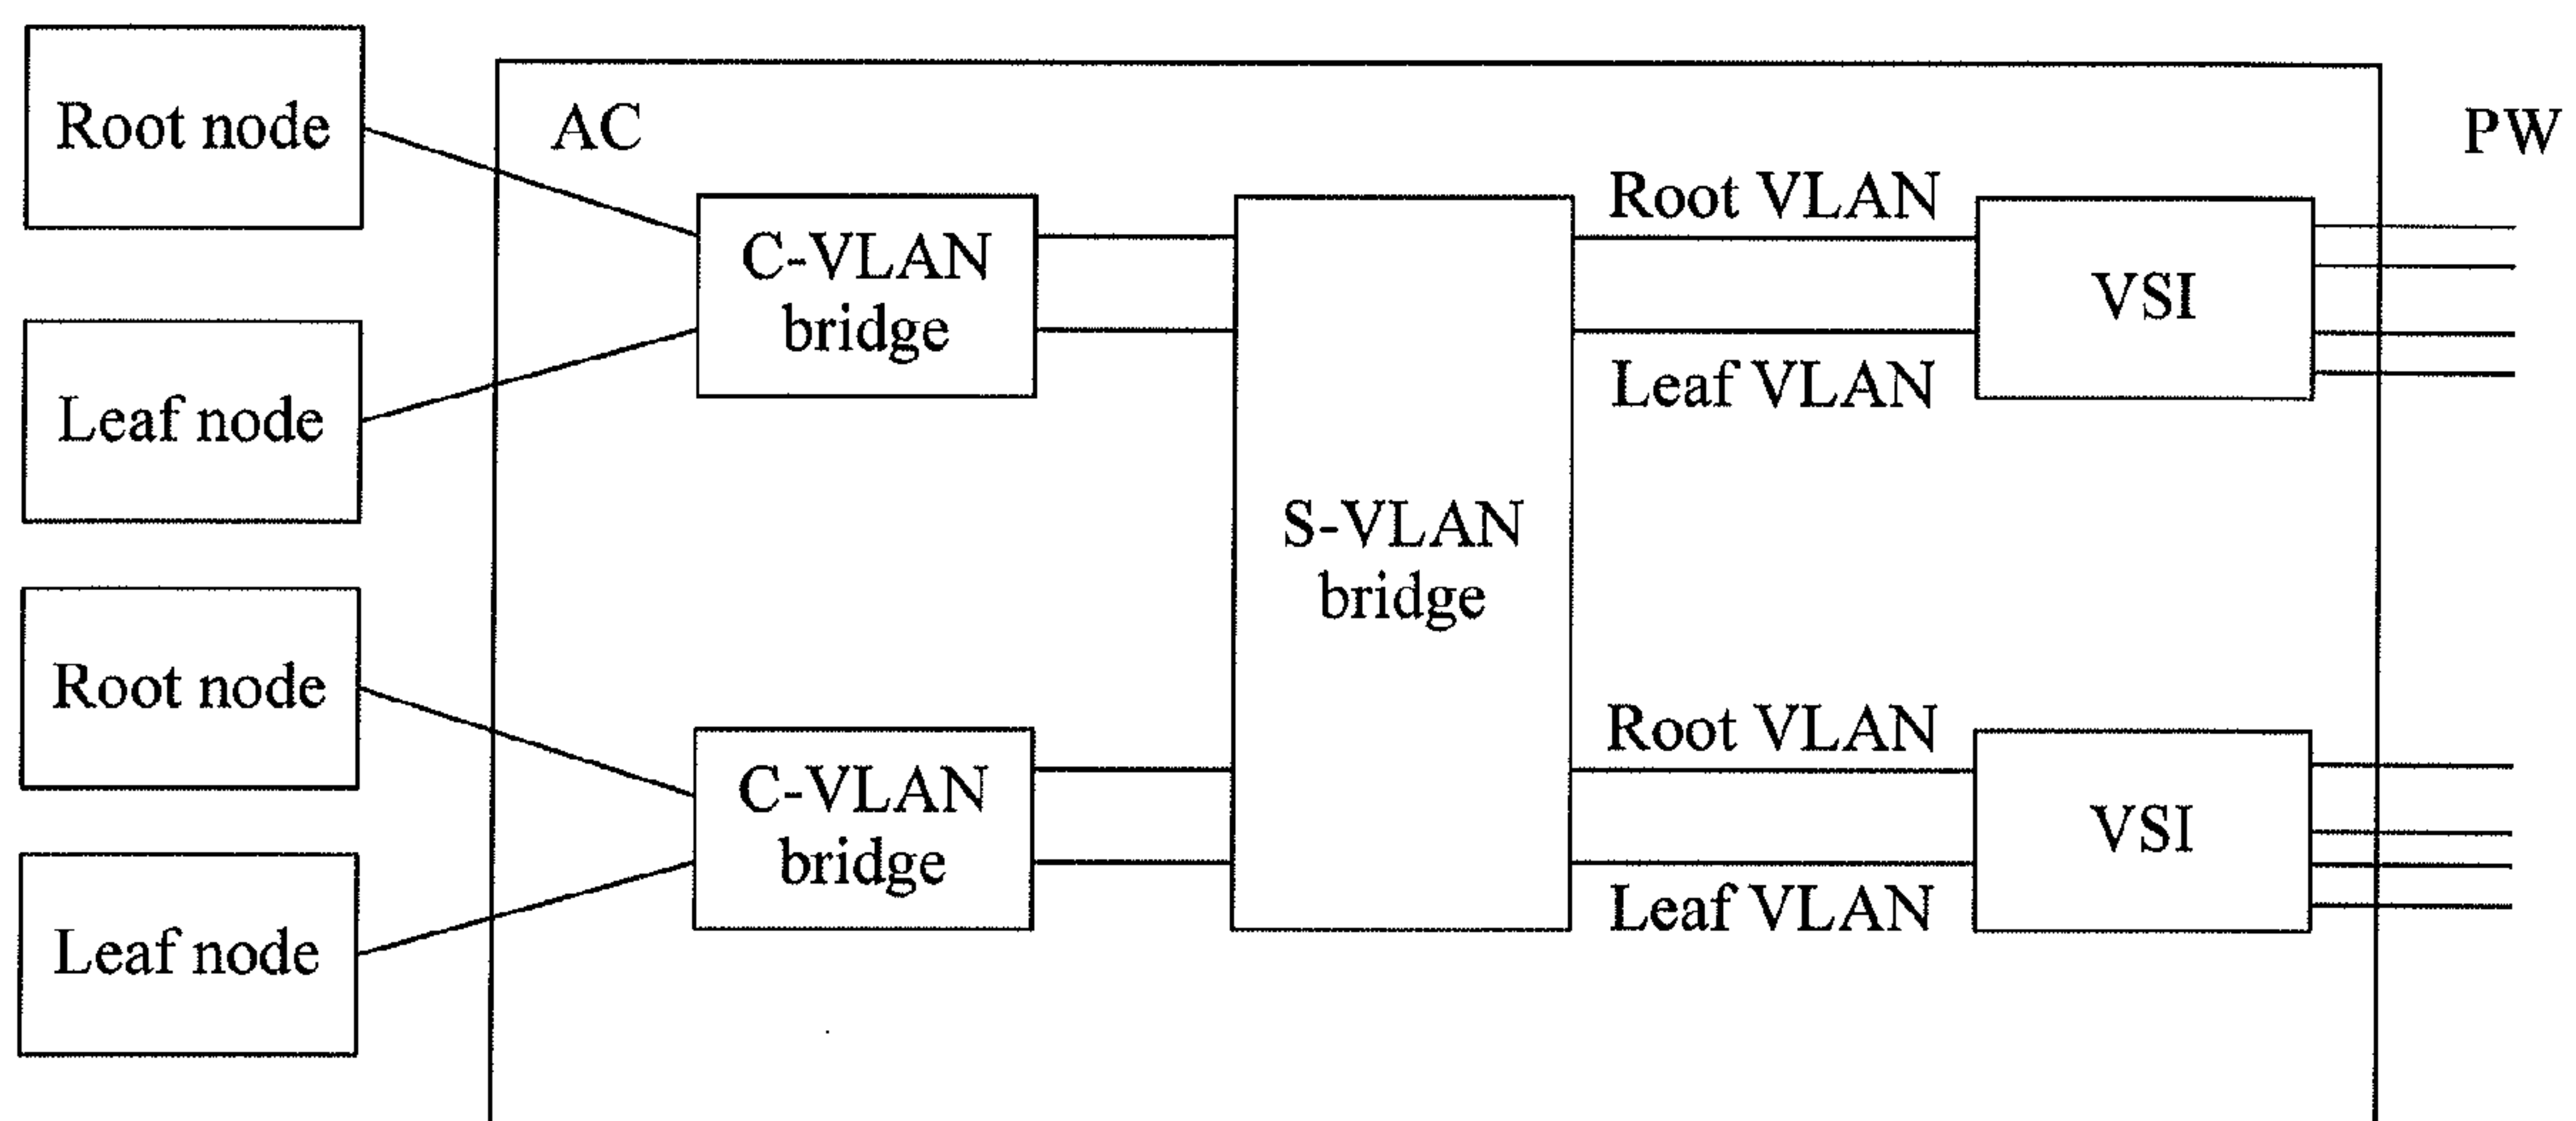 Root node
AC
PW
C-VLAN
bridge
Root VLAN
VSI
Leaf node
Leaf VLAN
S-VLAN
bridge
Root node
Root VLAN
C-VLAN
bridge
VSI
Leaf node
Leaf VLAN